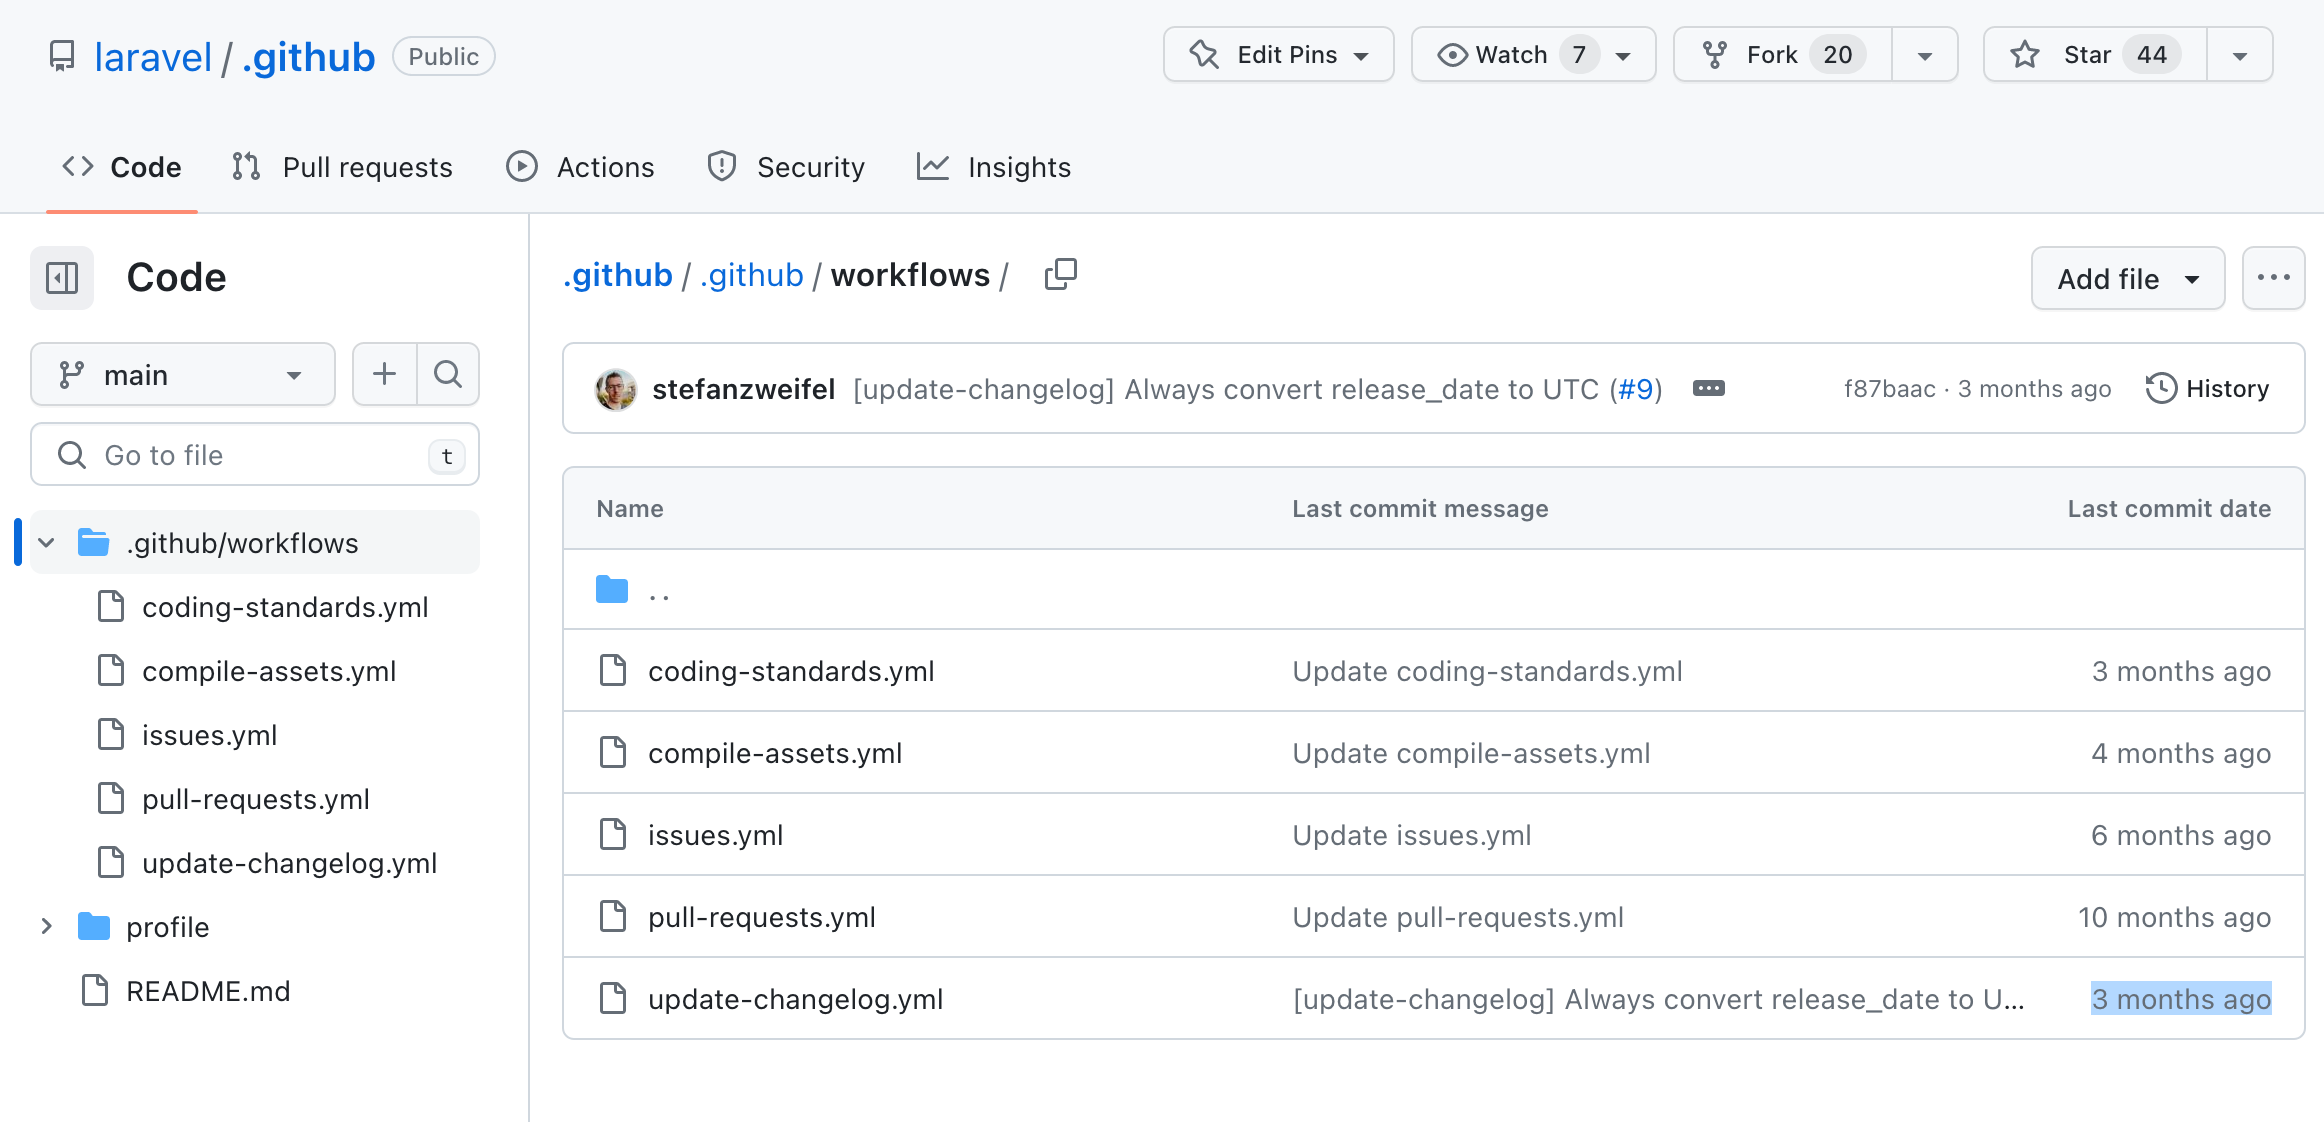 laravel / .github Public Edit Pins Watch 7 Fork 20 Star 44
Code Pull requests Actions Security Insights
Code
main
Go to file t
.github/workflows
coding-standards.yml
compile-assets.yml
issues.yml
pull-requests.yml
update-changelog.yml
profile
README.md
.github / .github / workflows / Add file ...
stefanzweifel [update-changelog] Always convert release_date to UTC (#9) f87baac · 3 months ago History
Name Last commit message Last commit date
..
coding-standards.yml Update coding-standards.yml 3 months ago
compile-assets.yml Update compile-assets.yml 4 months ago
issues.yml Update issues.yml 6 months ago
pull-requests.yml Update pull-requests.yml 10 months ago
update-changelog.yml [update-changelog] Always convert release_date to U... 3 months ago